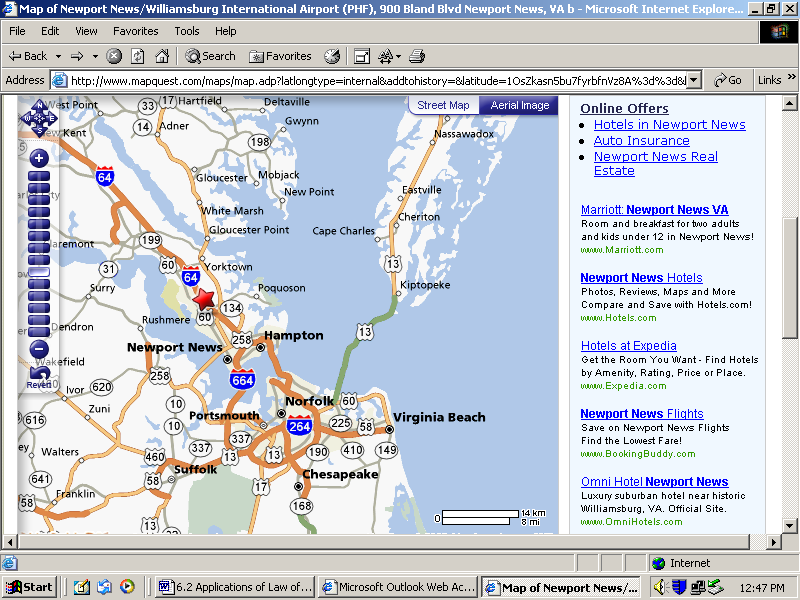 Map of Newport News/Williamsburg International Airport (PHF), 900 Bland Blvd Newport News, VA b - Microsoft Internet Explore...
File Edit View Favorites Tools Help
Back Search Favorites
Address http://www.mapquest.com/maps/map.adp?latlongtype=internal&addtohistory=&latitude=1OsZkasn5bu7fyrbfnVz8A%3d%3d& Go Links »
Street Map Aerial Image
West Point 33 17 Hartfield Deltaville
N W E S
Kent 14 Adner Gwynn
198 Nassawadox
+
64 Gloucester Mobjack
New Point Eastville
White Marsh Cheriton
Gloucester Point Cape Charles
aremont 199
60 Yorktown 13
31 64
Surry Poquoson Kiptopeke
134
Rushmere 60
Dendron 13
258 Hampton
Newport News
−
Wakefield
664
Revert 258
Ivor 620
10 Norfolk 60
Zuni Portsmouth 225 58 Virginia Beach
616 10 264
337
ey 337 190 410 149
Walters 460 13 13
Suffolk
641 58 Chesapeake
17
Franklin
58 168
14 km
0
8 mi
13
Online Offers
Hotels in Newport News
Auto Insurance
Newport News Real
Estate
Marriott: Newport News VA
Room and breakfast for two adults
and kids under 12 in Newport News!
www.Marriott.com
Newport News Hotels
Photos, Reviews, Maps and More
Compare and Save with Hotels.com!
www.Hotels.com
Hotels at Expedia
Get the Room You Want - Find Hotels
by Amenity, Rating, Price or Place.
www.Expedia.com
Newport News Flights
Save on Newport News Flights
Find the Lowest Fare!
www.BookingBuddy.com
Omni Hotel Newport News
Luxury suburban hotel near historic
Williamsburg, VA. Official Site.
www.OmniHotels.com
Internet
Start 6.2 Applications of Law of... Microsoft Outlook Web Ac... Map of Newport News/... 12:47 PM